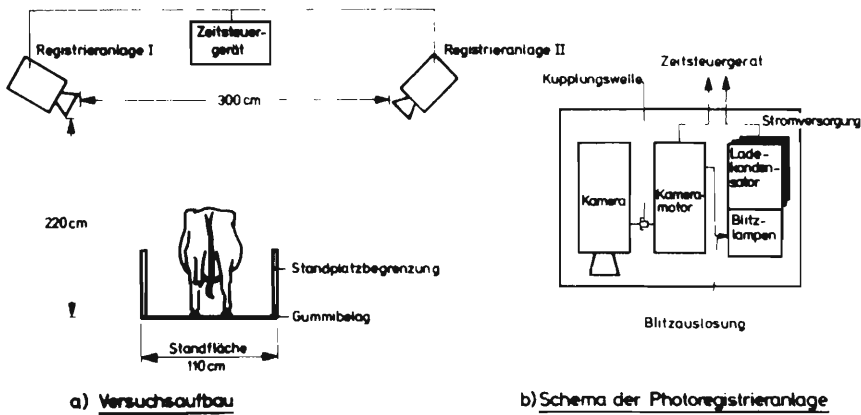 Zeitsteuer-
gerät
Registrieranlage I
Registrieranlage II
300 cm
220 cm
Standplatzbegrenzung
Gummibelag
Standfläche
110 cm
a) Versuchsaufbau
Zeitsteuergerät
Kupplungswelle
Stromversorgung
Kamera
Kamera-
motor
Lade-
konden-
sator
Blitz-
lampen
Blitzauslosung
b) Schema der Photoregistrieranlage